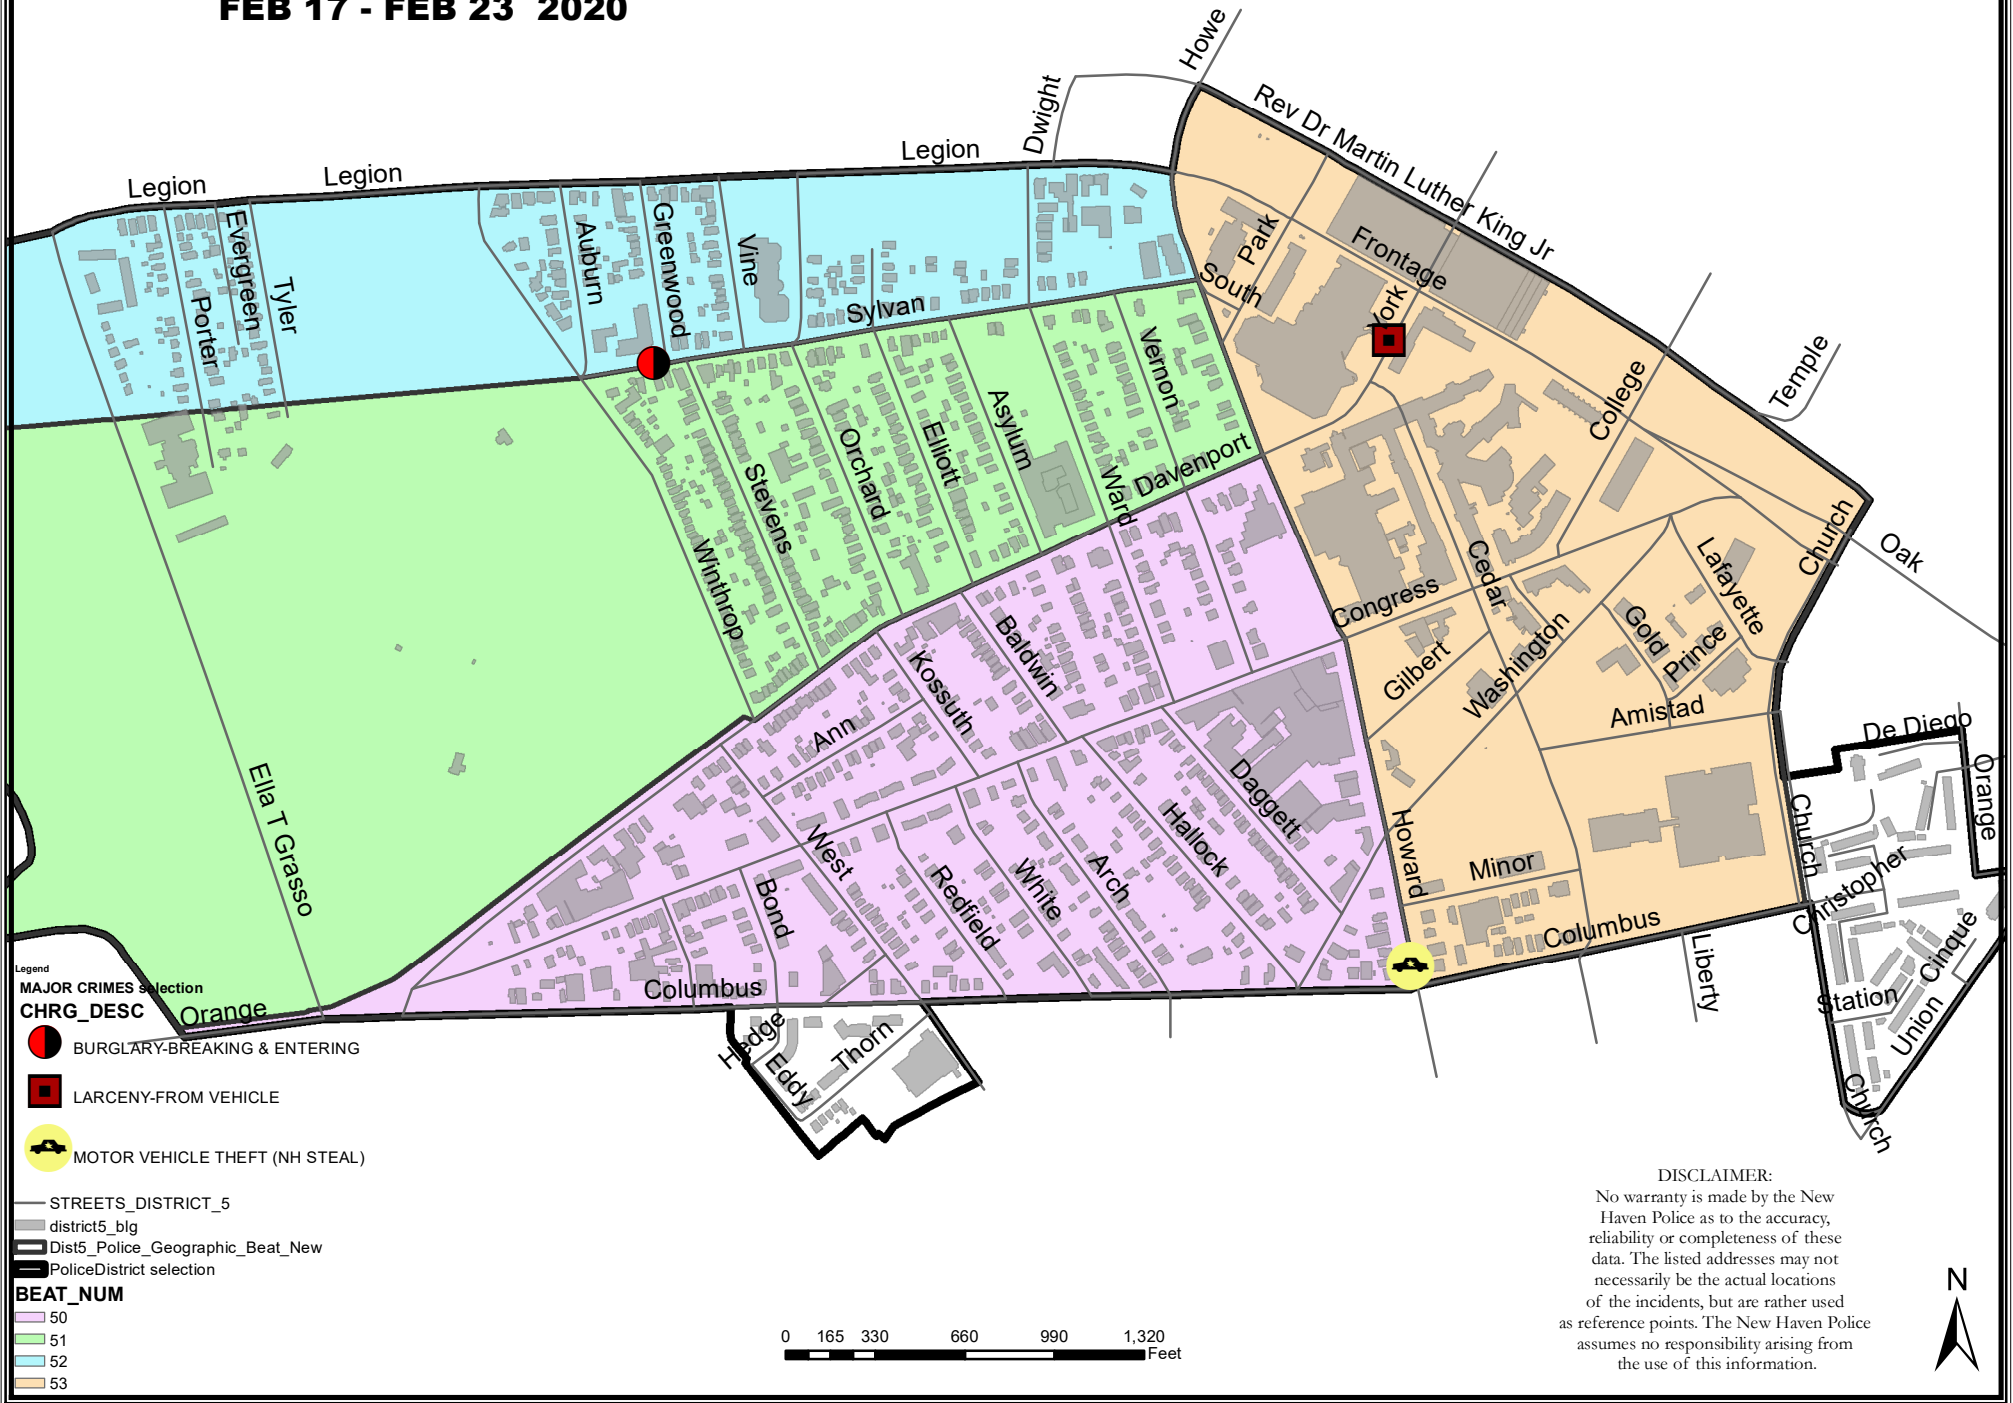 FEB 17 - FEB 23 2020
Howe
Rev Dr Martin Luther King Jr
Dwight
Legion
Legion
Legion
Evergreen
Porter
Tyler
Auburn
Greenwood
Vine
Sylvan
Park
South
Frontage
York
College
Temple
Vernon
Asylum
Elliott
Orchard
Stevens
Winthrop
Ward
Davenport
Church
Oak
Cedar
Congress
Lafayette
Gold
Prince
Gilbert
Washington
Amistad
Baldwin
Kossuth
Ann
De Diego
Orange
Ella T Grasso
West
Bond
Redfield
White
Arch
Hallock
Daggett
Howard
Minor
Columbus
Church
Christopher
Cinque
Liberty
Station
Union
Church
Columbus
Orange
Hedge
Eddy
Thorn
Legend
MAJOR CRIMES selection
CHRG_DESC
BURGLARY-BREAKING & ENTERING
LARCENY-FROM VEHICLE
MOTOR VEHICLE THEFT (NH STEAL)
STREETS_DISTRICT_5
district5_blg
Dist5_Police_Geographic_Beat_New
PoliceDistrict selection
BEAT_NUM
50
51
52
53
0 165 330 660 990 1,320
Feet
DISCLAIMER:
No warranty is made by the New
Haven Police as to the accuracy,
reliability or completeness of these
data. The listed addresses may not
necessarily be the actual locations
of the incidents, but are rather used
as reference points. The New Haven Police
assumes no responsibility arising from
the use of this information.
N